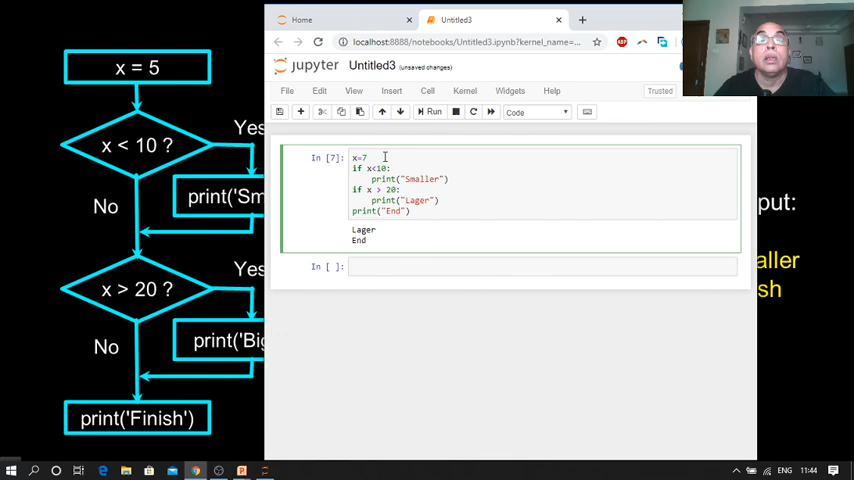 x = 5
x < 10 ?
Yes
print('Sm
No
x > 20 ?
Yes
print('Big
No
print('Finish')
Home
Untitled3
localhost:8888/notebooks/Untitled3.ipynb?kernel_name=...
jupyter Untitled3 (unsaved changes)
File Edit View Insert Cell Kernel Widgets Help
Trusted
Run
Code
In [7]:
x=7
if x<10:
print("Smaller")
if x > 20:
print("Lager")
print("End")
Lager
End
In [ ]:
put:
aller
sh
ENG
11:44